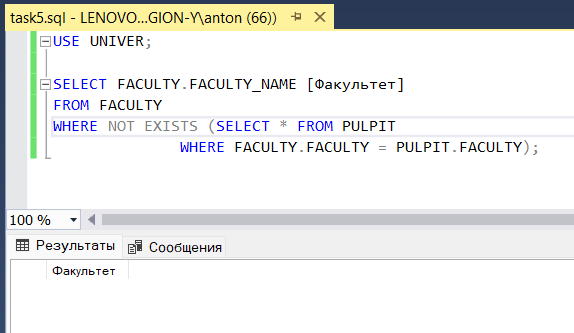 task5.sql - LENOVO...GION-Y\anton (66))
USE UNIVER;
SELECT FACULTY.FACULTY_NAME [Факультет]
FROM FACULTY
WHERE NOT EXISTS (SELECT * FROM PULPIT
WHERE FACULTY.FACULTY = PULPIT.FACULTY);
100 %
Результаты Сообщения
Факультет